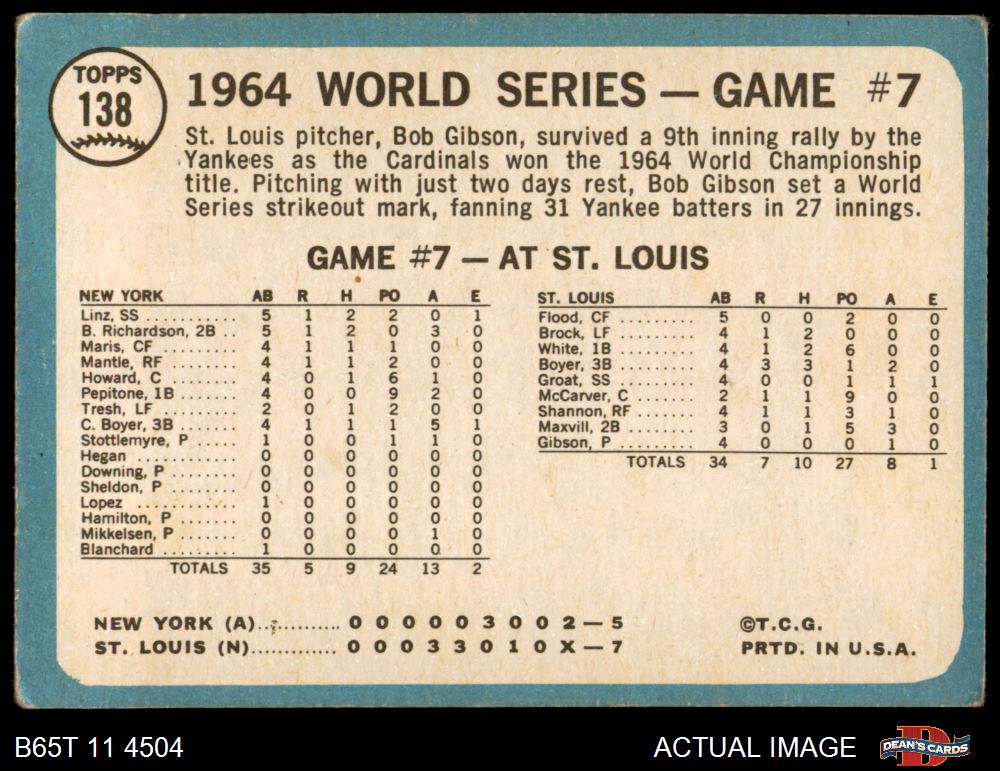 TOPPS
138
1964 WORLD SERIES — GAME #7
St. Louis pitcher, Bob Gibson, survived a 9th inning rally by the
Yankees as the Cardinals won the 1964 World Championship
title. Pitching with just two days rest, Bob Gibson set a World
Series strikeout mark, fanning 31 Yankee batters in 27 innings.
GAME #7 — AT ST. LOUIS
NEW YORK AB R H PO A E
Linz, SS .......... 5 1 2 2 0 1
B. Richardson, 2B .. 5 1 2 0 3 0
Maris, CF .......... 4 1 1 1 0 0
Mantle, RF ......... 4 1 1 2 0 0
Howard, C .......... 4 0 1 6 1 0
Pepitone, 1B ....... 4 0 0 9 2 0
Tresh, LF .......... 2 0 1 2 0 0
C. Boyer, 3B ....... 4 1 1 1 5 1
Stottlemyre, P ..... 1 0 0 1 1 0
Hegan .............. 0 0 0 0 0 0
Downing, P ......... 0 0 0 0 0 0
Sheldon, P ......... 0 0 0 0 0 0
Lopez .............. 1 0 0 0 0 0
Hamilton, P ........ 0 0 0 0 0 0
Mikkelsen, P ....... 0 0 0 0 1 0
Blanchard .......... 1 0 0 0 0 0
TOTALS 35 5 9 24 13 2
ST. LOUIS AB R H PO A E
Flood, CF .......... 5 0 0 2 0 0
Brock, LF .......... 4 1 2 0 0 0
White, 1B .......... 4 1 2 6 0 0
Boyer, 3B .......... 4 3 3 1 2 0
Groat, SS .......... 4 0 0 1 1 1
McCarver, C ........ 2 1 1 9 0 0
Shannon, RF ........ 4 1 1 3 1 0
Maxvill, 2B ........ 3 0 1 5 3 0
Gibson, P .......... 4 0 0 0 1 0
TOTALS 34 7 10 27 8 1
NEW YORK (A)............. 0 0 0 0 0 3 0 0 2 — 5
ST. LOUIS (N)............. 0 0 0 3 3 0 1 0 X — 7
©T.C.G.
PRTD. IN U.S.A.
B65T 11 4504
ACTUAL IMAGE
DEAN'S CARDS